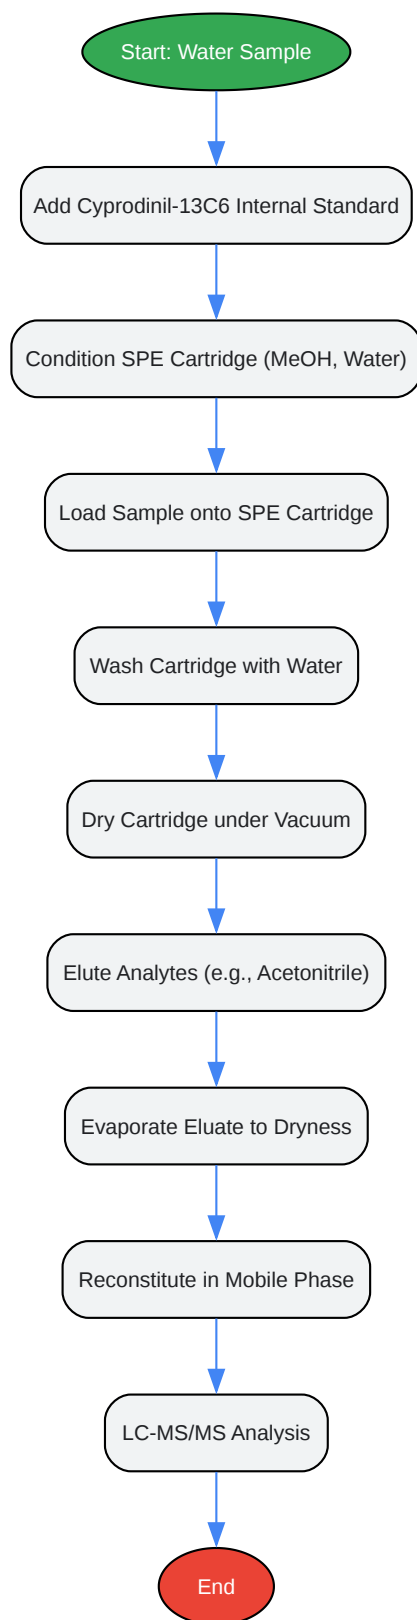 Start: Water Sample
Add Cyprodinil-13C6 Internal Standard
Condition SPE Cartridge (MeOH, Water)
Load Sample onto SPE Cartridge
Wash Cartridge with Water
Dry Cartridge under Vacuum
Elute Analytes (e.g., Acetonitrile)
Evaporate Eluate to Dryness
Reconstitute in Mobile Phase
LC-MS/MS Analysis
End